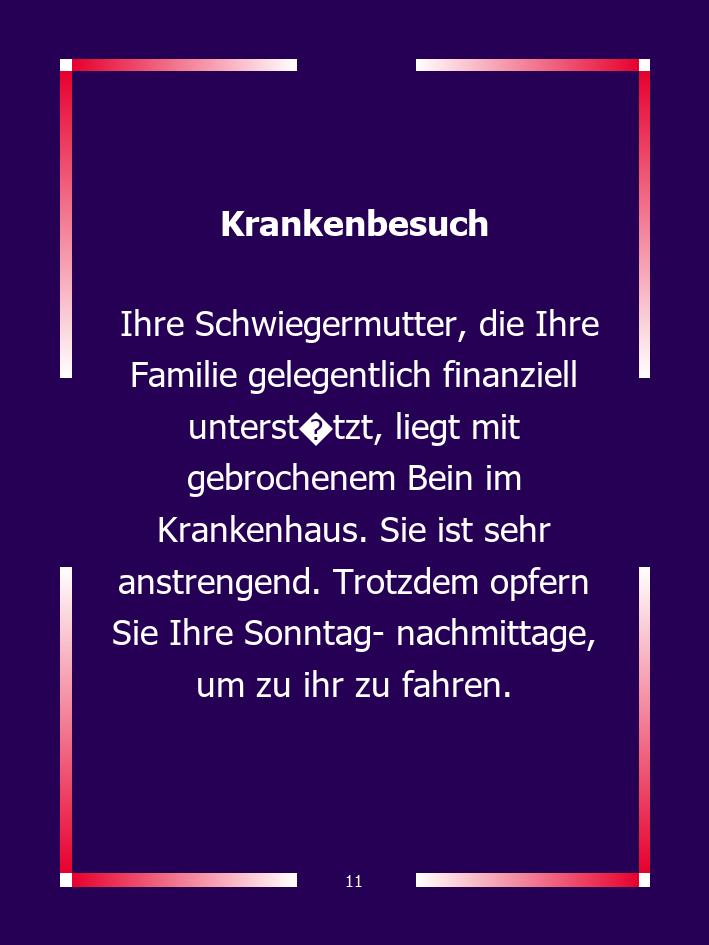 Krankenbesuch
Ihre Schwiegermutter, die Ihre
Familie gelegentlich finanziell
unterst�tzt, liegt mit
gebrochenem Bein im
Krankenhaus. Sie ist sehr
anstrengend. Trotzdem opfern
Sie Ihre Sonntag- nachmittage,
um zu ihr zu fahren.
11